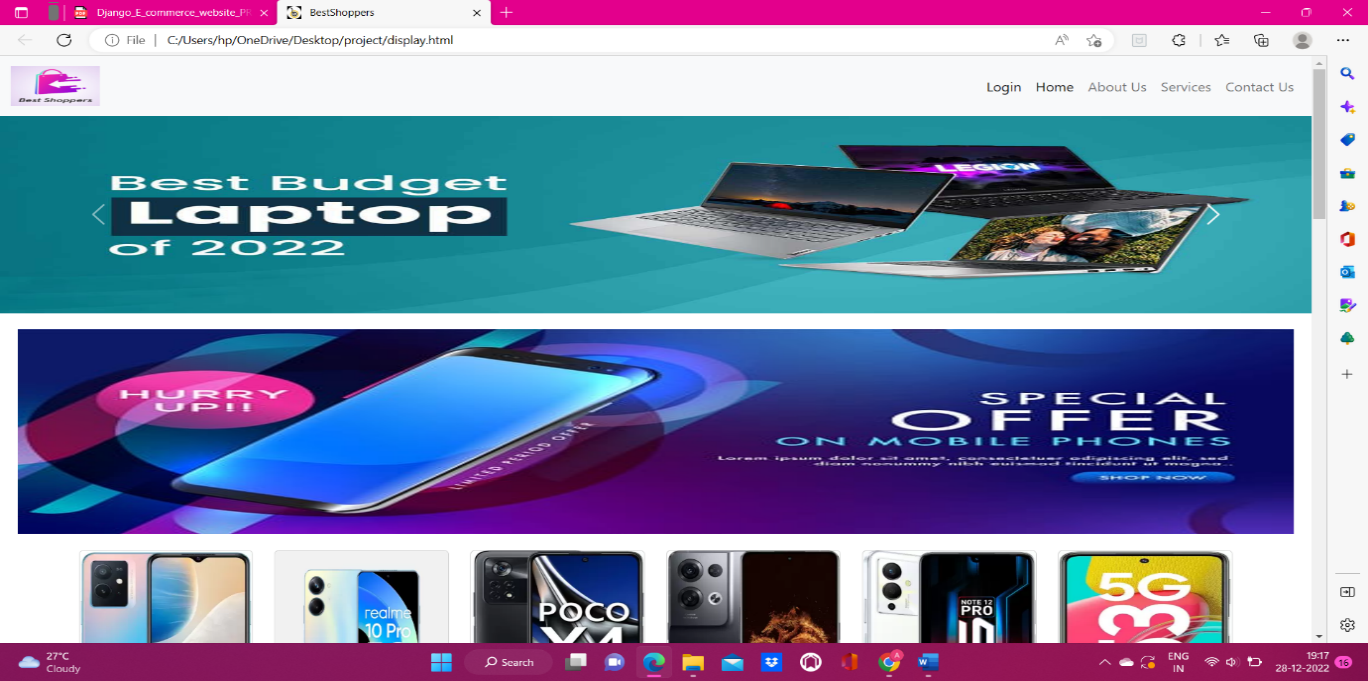 Django_E_commerce_website_PR
BestShoppers
File
C:/Users/hp/OneDrive/Desktop/project/display.html
Best Shoppers
Login Home About Us Services Contact Us
Best Budget
Laptop
of 2022
LEGION
HURRY
UP!!
LIMITED PERIOD OFFER
SPECIAL
OFFER
ON MOBILE PHONES
Lorem ipsum dolor sit amet, consectetuer adipiscing elit, sed
diam nonummy nibh euismod tincidunt ut magna...
SHOP NOW
realme
10 Pro
POCO
X4
NOTE 12
PRO
5G
27°C
Cloudy
Search
ENG
IN
19:17
28-12-2022
16